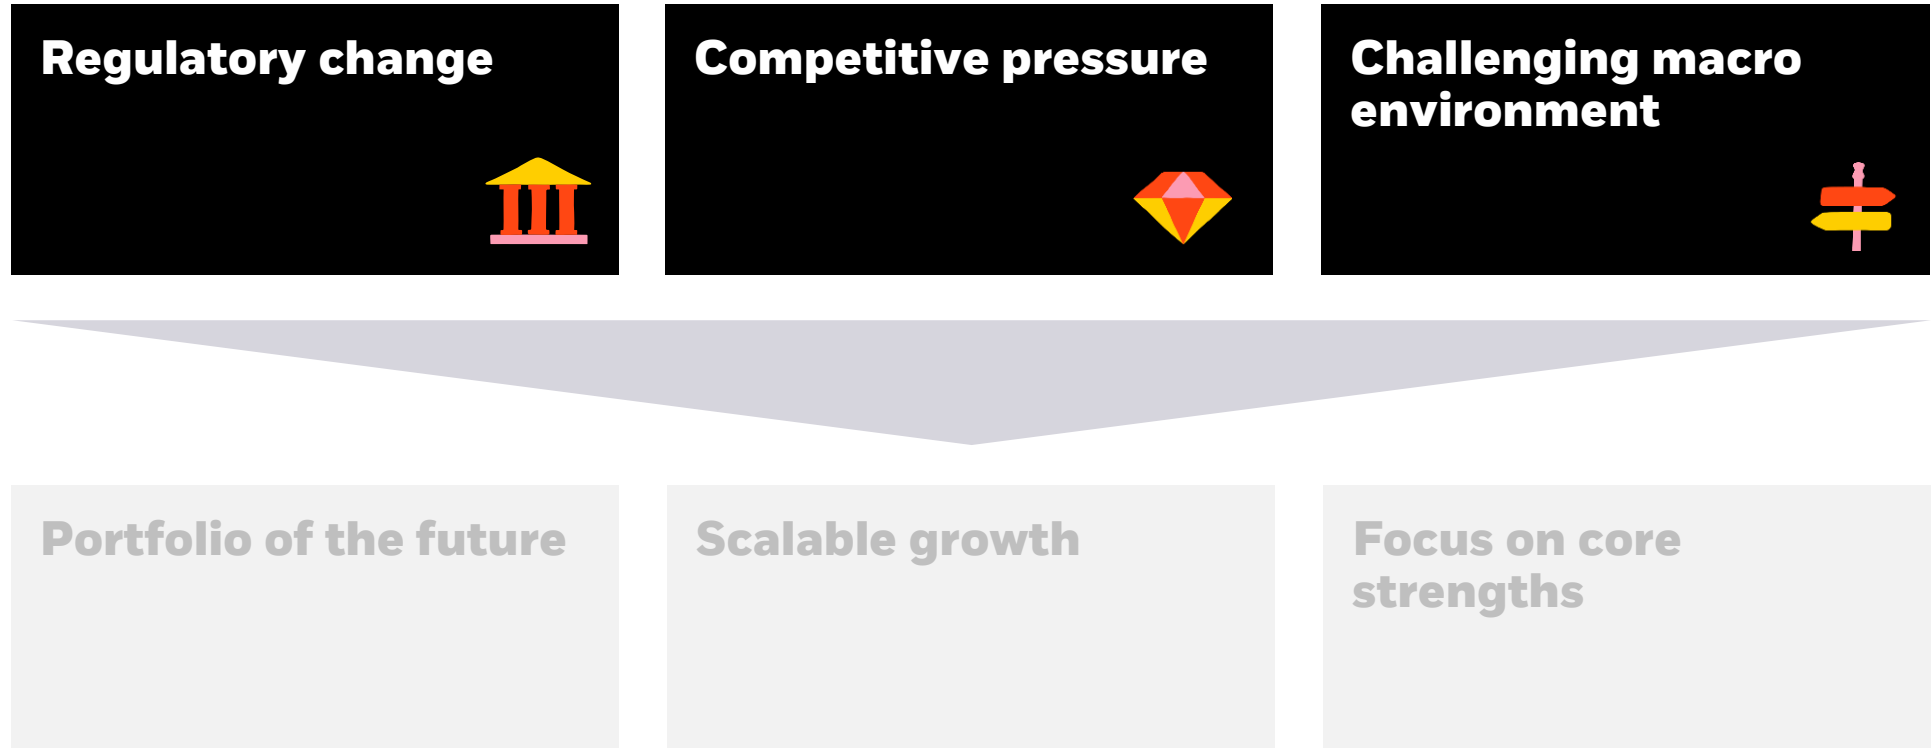 Regulatory change
Competitive pressure
Challenging macro
environment
Portfolio of the future
Scalable growth
Focus on core
strengths